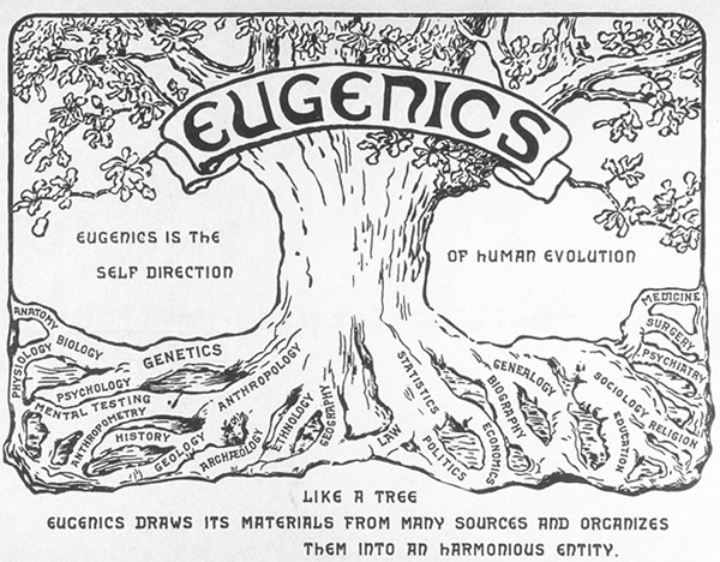 EUGENICS
EUGENICS IS THE
SELF DIRECTION
OF HUMAN EVOLUTION
ANATOMY
PHYSIOLOGY
BIOLOGY
GENETICS
PSYCHOLOGY
MENTAL TESTING
ANTHROPOMETRY
HISTORY
GEOLOGY
ANTHROPOLOGY
ARCHÆOLOGY
ETHNOLOGY
GEOGRAPHY
LAW
STATISTICS
POLITICS
ECONOMICS
BIOGRAPHY
GENEALOGY
EDUCATION
SOCIOLOGY
RELIGION
PSYCHIATRY
SURGERY
MEDICINE
LIKE A TREE
EUGENICS DRAWS ITS MATERIALS FROM MANY SOURCES AND ORGANIZES
THEM INTO AN HARMONIOUS ENTITY.